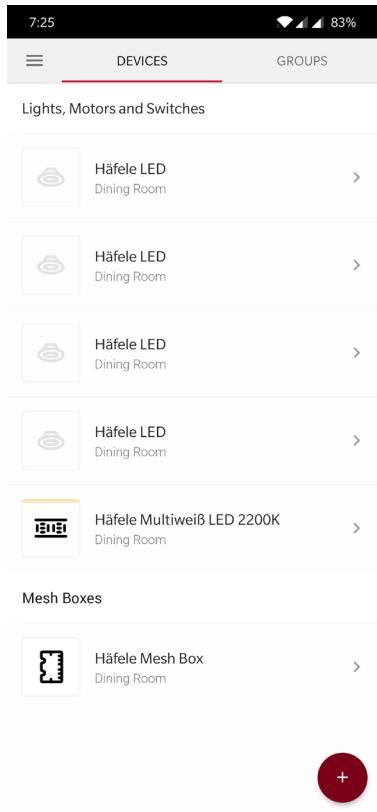 7:25 83%
DEVICES GROUPS
Lights, Motors and Switches
Häfele LED
Dining Room
Häfele LED
Dining Room
Häfele LED
Dining Room
Häfele LED
Dining Room
Häfele Multiweiß LED 2200K
Dining Room
Mesh Boxes
Häfele Mesh Box
Dining Room
+